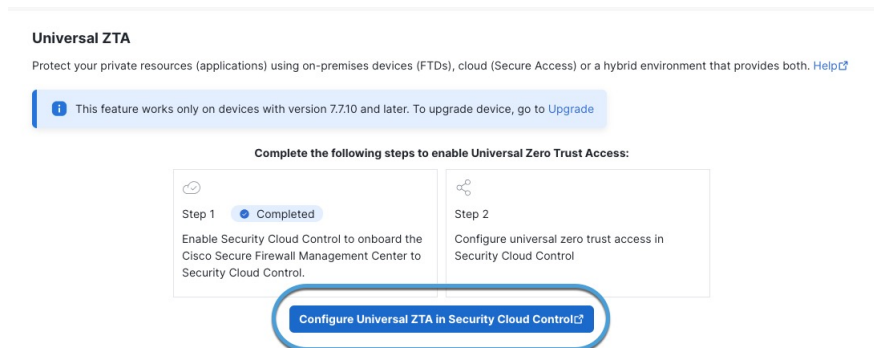 Universal ZTA
Protect your private resources (applications) using on-premises devices (FTDs), cloud (Secure Access) or a hybrid environment that provides both. Help
This feature works only on devices with version 7.7.10 and later. To upgrade device, go to Upgrade
Complete the following steps to enable Universal Zero Trust Access:
Step 1 Completed
Enable Security Cloud Control to onboard the
Cisco Secure Firewall Management Center to
Security Cloud Control.
Step 2
Configure universal zero trust access in
Security Cloud Control
Configure Universal ZTA in Security Cloud Control